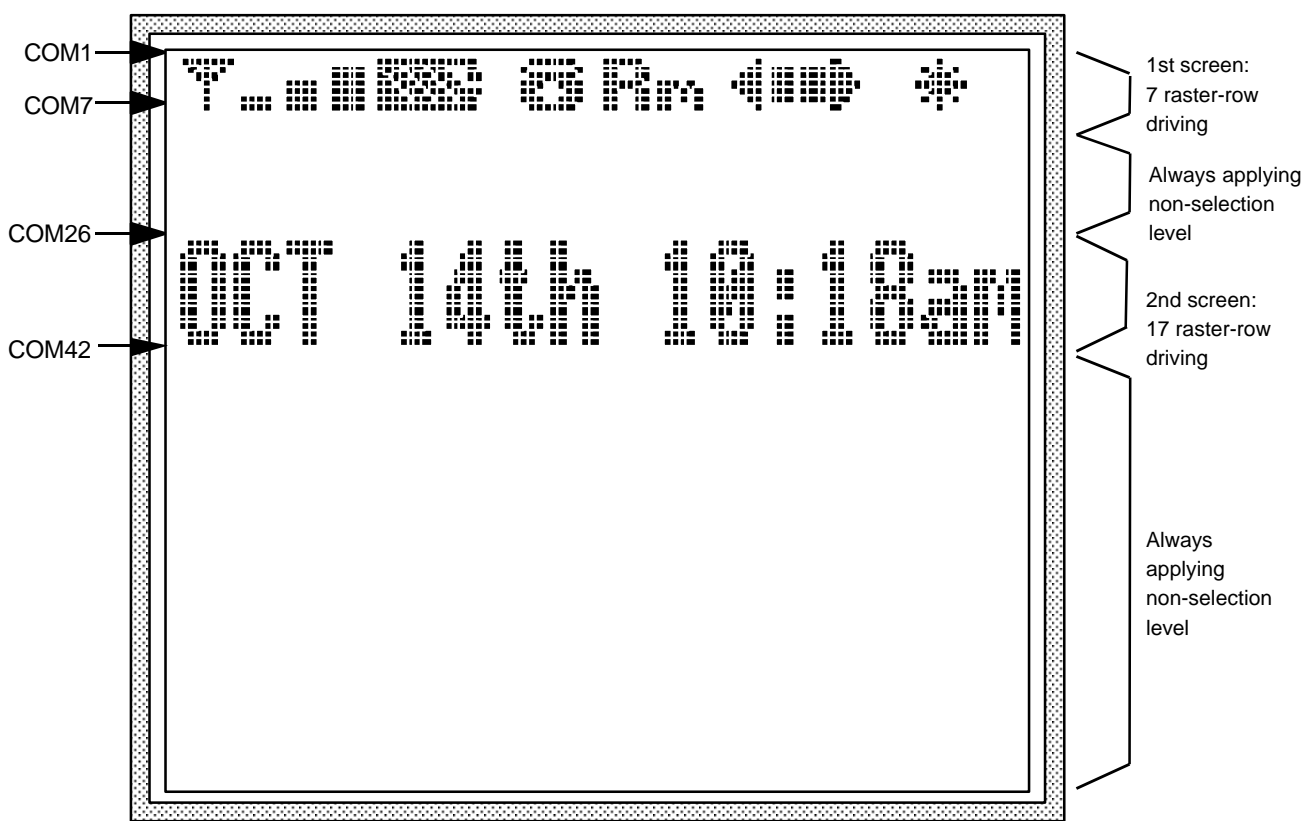 COM1
COM7
COM26
COM42
OCT 14th 10:18am
1st screen:
7 raster-row
driving
Always applying
non-selection
level
2nd screen:
17 raster-row
driving
Always
applying
non-selection
level